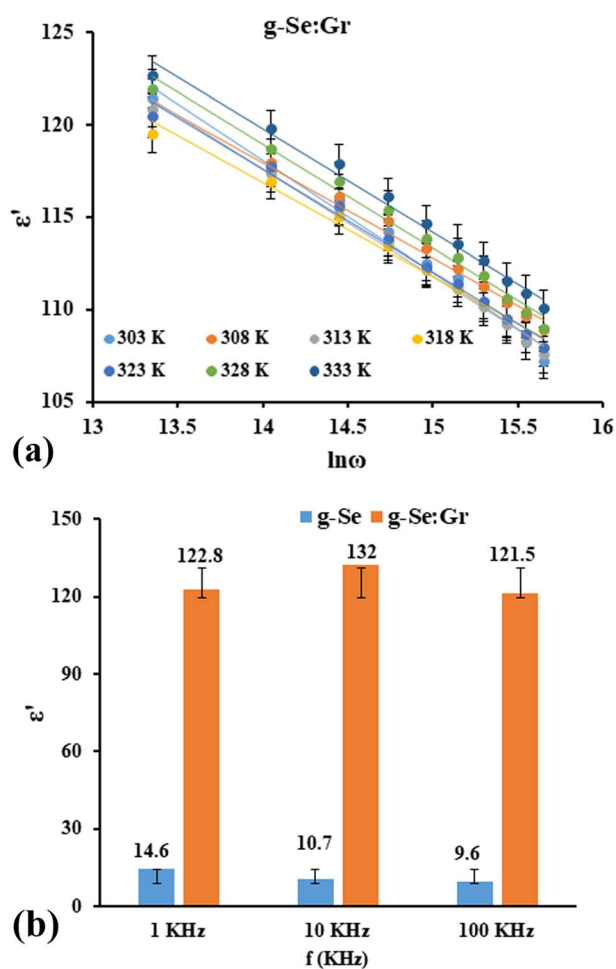 g-Se:Gr
125
120
115
110
105
ε'
303 K 308 K 313 K 318 K
323 K 328 K 333 K
13 13.5 14 14.5 15 15.5 16
lnω
(a)
g-Se g-Se:Gr
150
120
90
60
30
0
ε'
122.8 132 121.5
14.6 10.7 9.6
1 KHz 10 KHz 100 KHz
f (KHz)
(b)